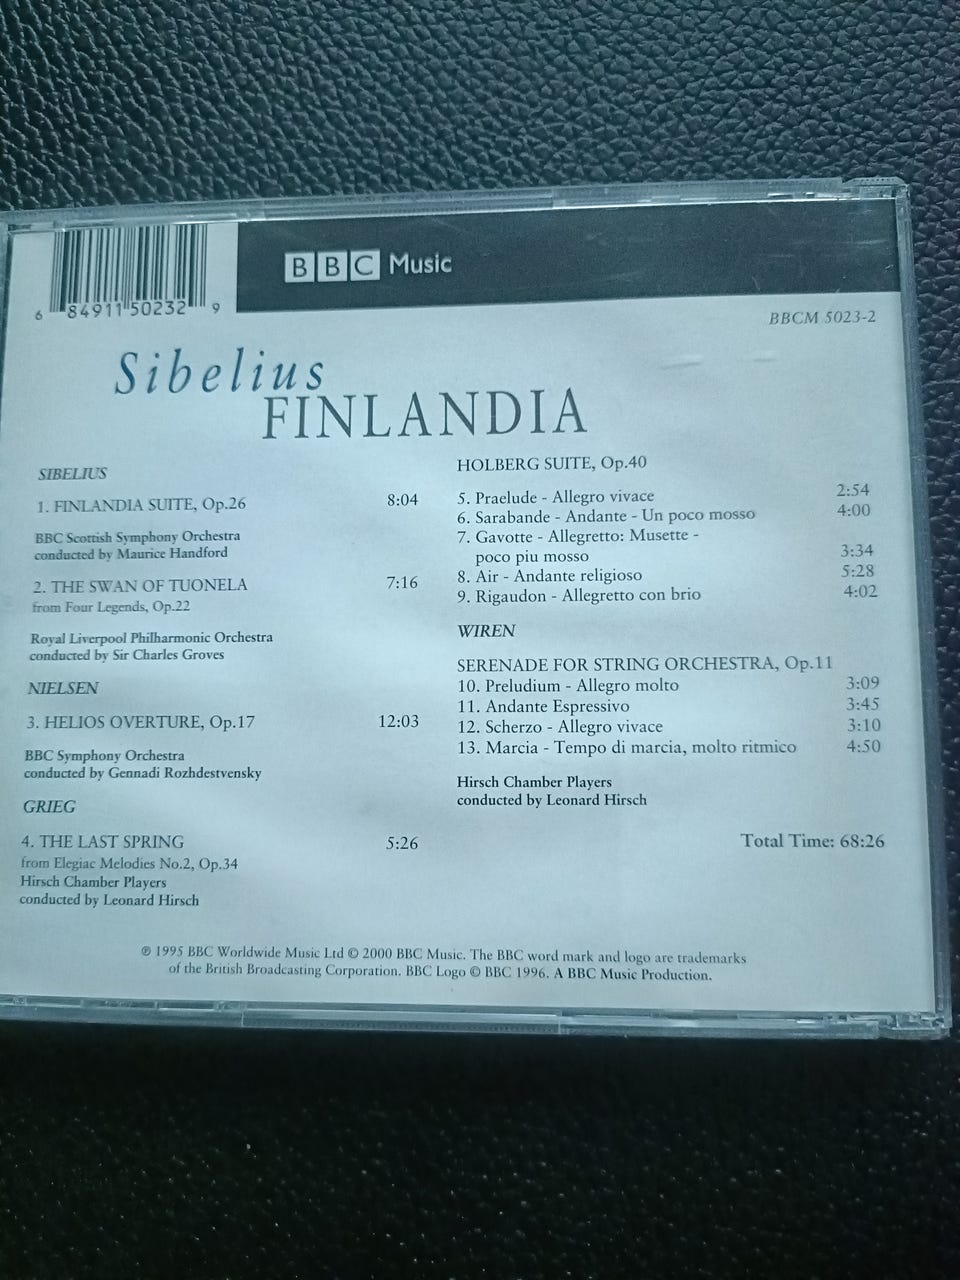 BBC Music
6 84911 50232 9
BBCM 5023-2
Sibelius
FINLANDIA
SIBELIUS
1. FINLANDIA SUITE, Op.26 8:04
BBC Scottish Symphony Orchestra
conducted by Maurice Handford
2. THE SWAN OF TUONELA 7:16
from Four Legends, Op.22
Royal Liverpool Philharmonic Orchestra
conducted by Sir Charles Groves
NIELSEN
3. HELIOS OVERTURE, Op.17 12:03
BBC Symphony Orchestra
conducted by Gennadi Rozhdestvensky
GRIEG
4. THE LAST SPRING 5:26
from Elegiac Melodies No.2, Op.34
Hirsch Chamber Players
conducted by Leonard Hirsch
HOLBERG SUITE, Op.40
5. Praelude - Allegro vivace 2:54
6. Sarabande - Andante - Un poco mosso 4:00
7. Gavotte - Allegretto: Musette -
poco piu mosso 3:34
8. Air - Andante religioso 5:28
9. Rigaudon - Allegretto con brio 4:02
WIREN
SERENADE FOR STRING ORCHESTRA, Op.11
10. Preludium - Allegro molto 3:09
11. Andante Espressivo 3:45
12. Scherzo - Allegro vivace 3:10
13. Marcia - Tempo di marcia, molto ritmico 4:50
Hirsch Chamber Players
conducted by Leonard Hirsch
Total Time: 68:26
℗ 1995 BBC Worldwide Music Ltd © 2000 BBC Music. The BBC word mark and logo are trademarks
of the British Broadcasting Corporation. BBC Logo © BBC 1996. A BBC Music Production.